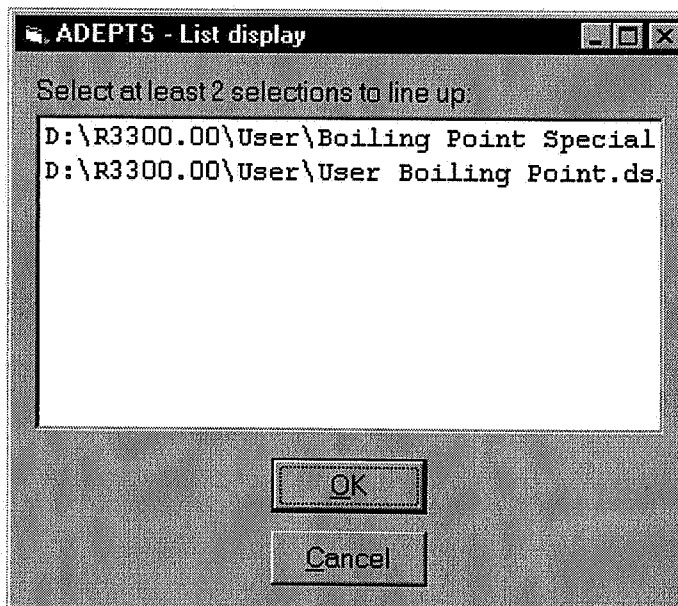 ADEPTS - List display
Select at least 2 selections to line up:
D:\R3300.00\User\Boiling Point Special
D:\R3300.00\User\User Boiling Point.ds.
OK
Cancel